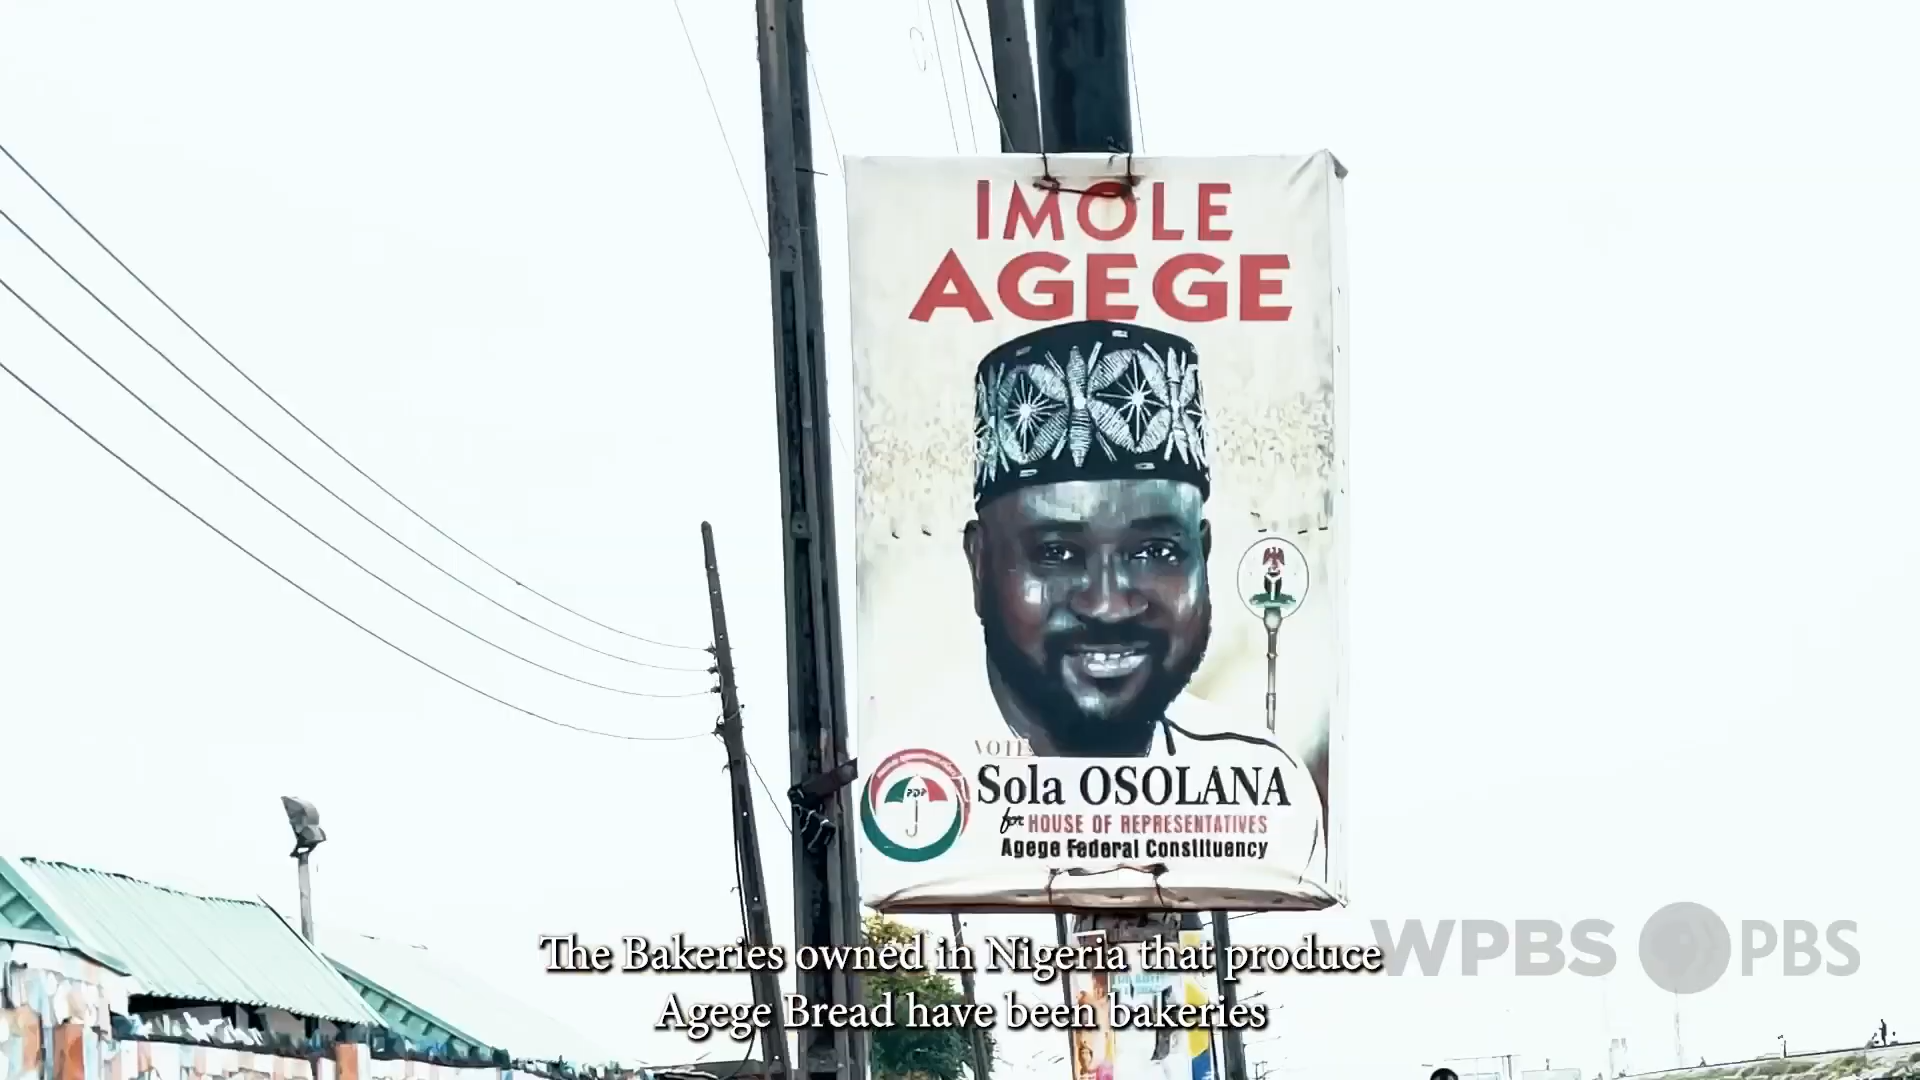 IMOLE
AGEGE
VOTE
Sola OSOLANA
for HOUSE OF REPRESENTATIVES
Agege Federal Constituency
PDP
The Bakeries owned in Nigeria that produce
Agege Bread have been bakeries
WPBS PBS